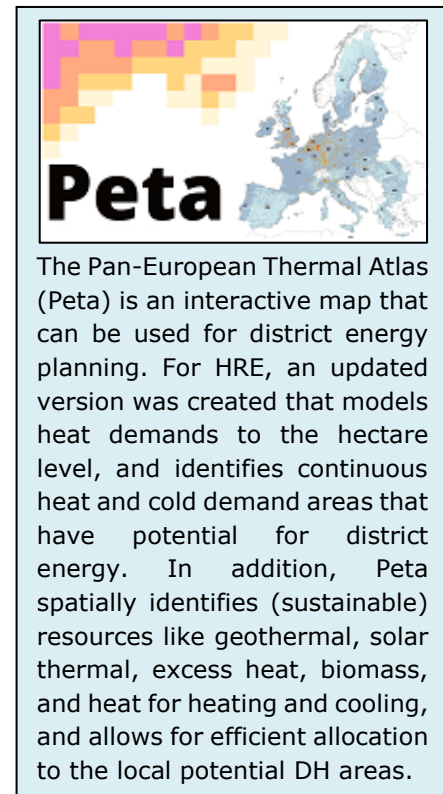 Peta
The Pan-European Thermal Atlas
(Peta) is an interactive map that
can be used for district energy
planning. For HRE, an updated
version was created that models
heat demands to the hectare
level, and identifies continuous
heat and cold demand areas that
have potential for district
energy. In addition, Peta
spatially identifies (sustainable)
resources like geothermal, solar
thermal, excess heat, biomass,
and heat for heating and cooling,
and allows for efficient allocation
to the local potential DH areas.